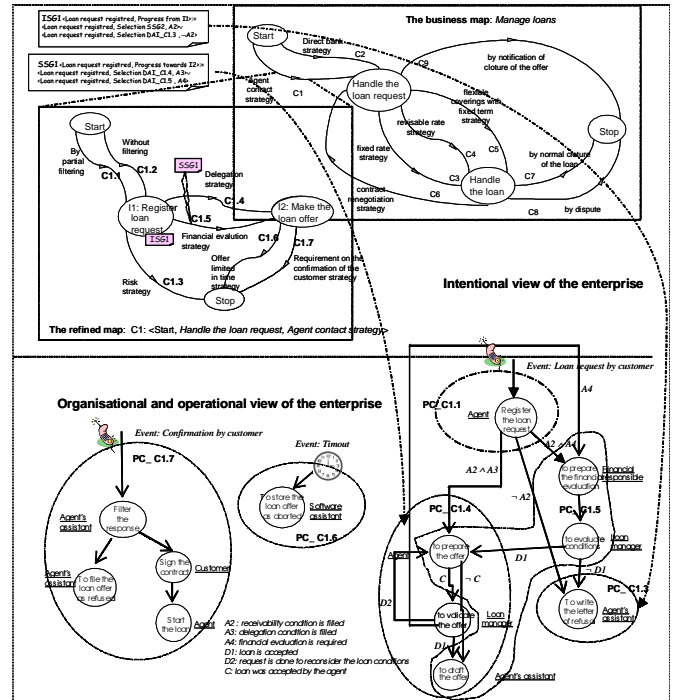 ISG1 <Loan request registred, Progress from I1>:=
<Loan request registred, Selection SSG2, A2>v
<Loan request registred, Selection DAI_C1.3, ¬A2>
SSG1 <Loan request registred, Progress towards I2>:=
<Loan request registred, Selection DAI_C1.4, A3>v
<Loan request registred, Selection DAI_C1.5, A4>
The business map: Manage loans
Start
Direct bank
strategy
C2
Agent
contact
strategy
C1
Handle the
loan request
C9
by notification of
cloture of the offer
flexible
coverings with
fixed term
strategy
revisable rate
strategy
fixed rate
strategy
C4
C5
C3
Handle
the loan
Stop
by normal cloture
of the loan
C7
contract
renegotiation
strategy
C6
C8
by dispute
Start
By
partial
filtering
Without
filtering
C1.1
C1.2
SSG1
Delegation
strategy
C1.4
I1: Register
loan
request
ISG1
C1.5
Financial evalution
strategy
I2: Make the
loan offer
C1.6
C1.7
Risk
strategy
C1.3
Offer
limited
in time
strategy
Requirement on the
confirmation of the
customer strategy
Stop
The refined map: C1: <Start, Handle the loan request, Agent contact strategy>
Intentional view of the enterprise
Organisational and operational view of the enterprise
Event: Loan request by customer
PC_C1.1
Agent
Register
the loan
request
A4
A2 ∧ A4
A2 ∧ A3
¬ A2
to prepare
the financial
evaluation
Financial
responsible
PC_C1.5
to evaluate
conditions
Loan
manager
D1
¬ D1
PC_C1.3
To write
the letter
of refusal
Agent's
assistant
PC_C1.4
Agent
to prepare
the offer
C
¬ C
D2
to validate
the offer
Loan
manager
D1
to draft
the offer
Agent's assistant
Event: Confirmation by customer
PC_ C1.7
Filter
the
response
Agent's
assistant
Agent's
assistant
To file the
loan offer
as refused
Sign the
contract
Customer
Start
the loan
Agent
Event: Timout
To store the
loan offer
as aborted
Software
assistant
PC_ C1.6
A2 : receivability condition is filled
A3: delegation condition is filled
A4: financial evaluation is required
D1: loan is accepted
D2: request is done to reconsider the loan conditions
C: loan was accepted by the agent